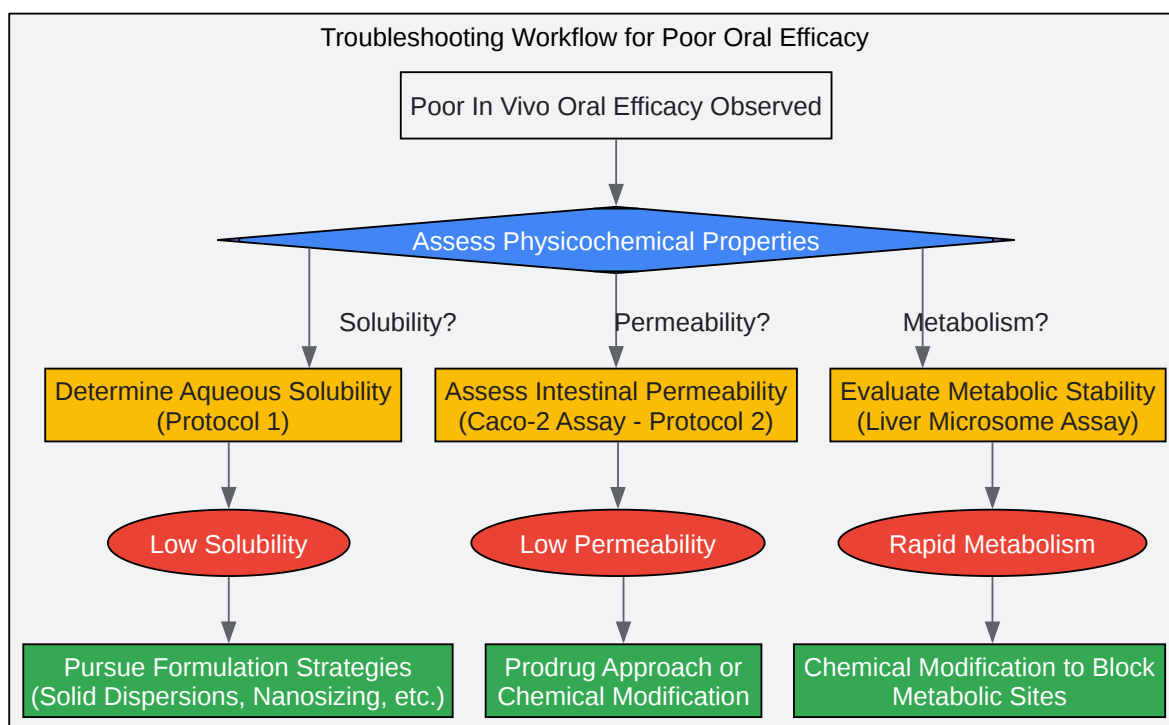 Troubleshooting Workflow for Poor Oral Efficacy
Poor In Vivo Oral Efficacy Observed
Assess Physicochemical Properties
Solubility?
Permeability?
Metabolism?
Determine Aqueous Solubility
(Protocol 1)
Assess Intestinal Permeability
(Caco-2 Assay - Protocol 2)
Evaluate Metabolic Stability
(Liver Microsome Assay)
Low Solubility
Low Permeability
Rapid Metabolism
Pursue Formulation Strategies
(Solid Dispersions, Nanosizing, etc.)
Prodrug Approach or
Chemical Modification
Chemical Modification to Block
Metabolic Sites